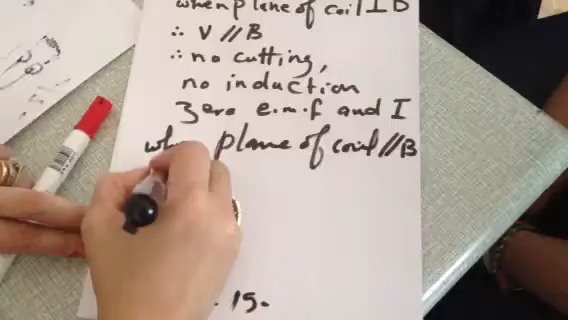 when plane of coil ⊥ B
∴ V // B
∴ no cutting,
no induction
Zero e.m.f and I
when plane of coil // B
. 15.